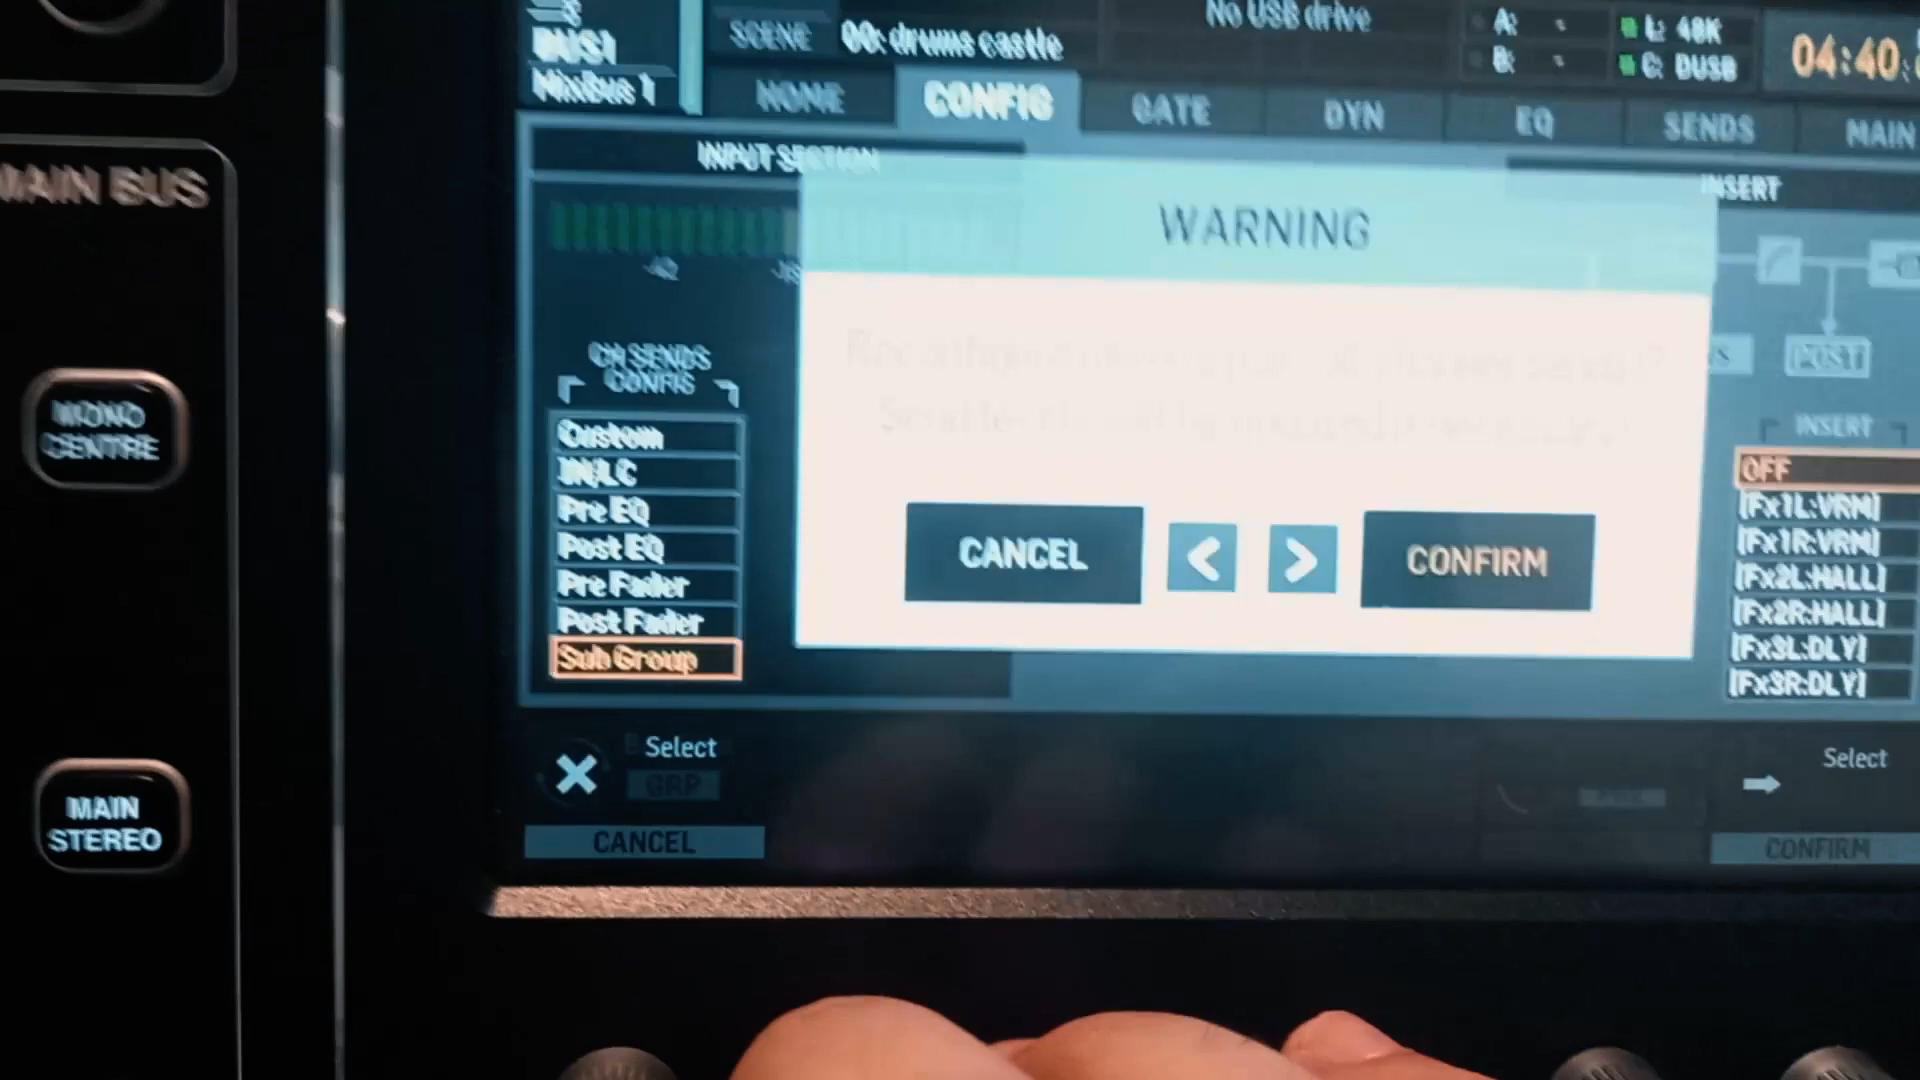 8
BUS1
MixBus 1
SCENE
00: drums castle
No USB drive
A: -
B: -
L: 48K
C: DUSB
04:40:
HOME
CONFIG
GATE
DYN
EQ
SENDS
MAIN
INPUT SECTION
INSERT
MAIN BUS
MONO
CENTRE
MAIN
STEREO
WARNING
CANCEL
<
>
CONFIRM
CH SENDS
CONFIG
Custom
IN/LC
Pre EQ
Post EQ
Pre Fader
Post Fader
Sub Group
POST
INSERT
OFF
[Fx1L:VRM]
[Fx1R:VRM]
[Fx2L:HALL]
[Fx2R:HALL]
[Fx3L:DLY]
[Fx3R:DLY]
Select
GRP
CANCEL
Select
CONFIRM